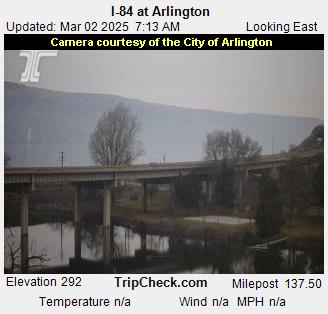 I-84 at Arlington
Updated: Mar 02 2025 7:13 AM Looking East
Camera courtesy of the City of Arlington
Elevation 292 TripCheck.com Milepost 137.50
Temperature n/a Wind n/a MPH n/a